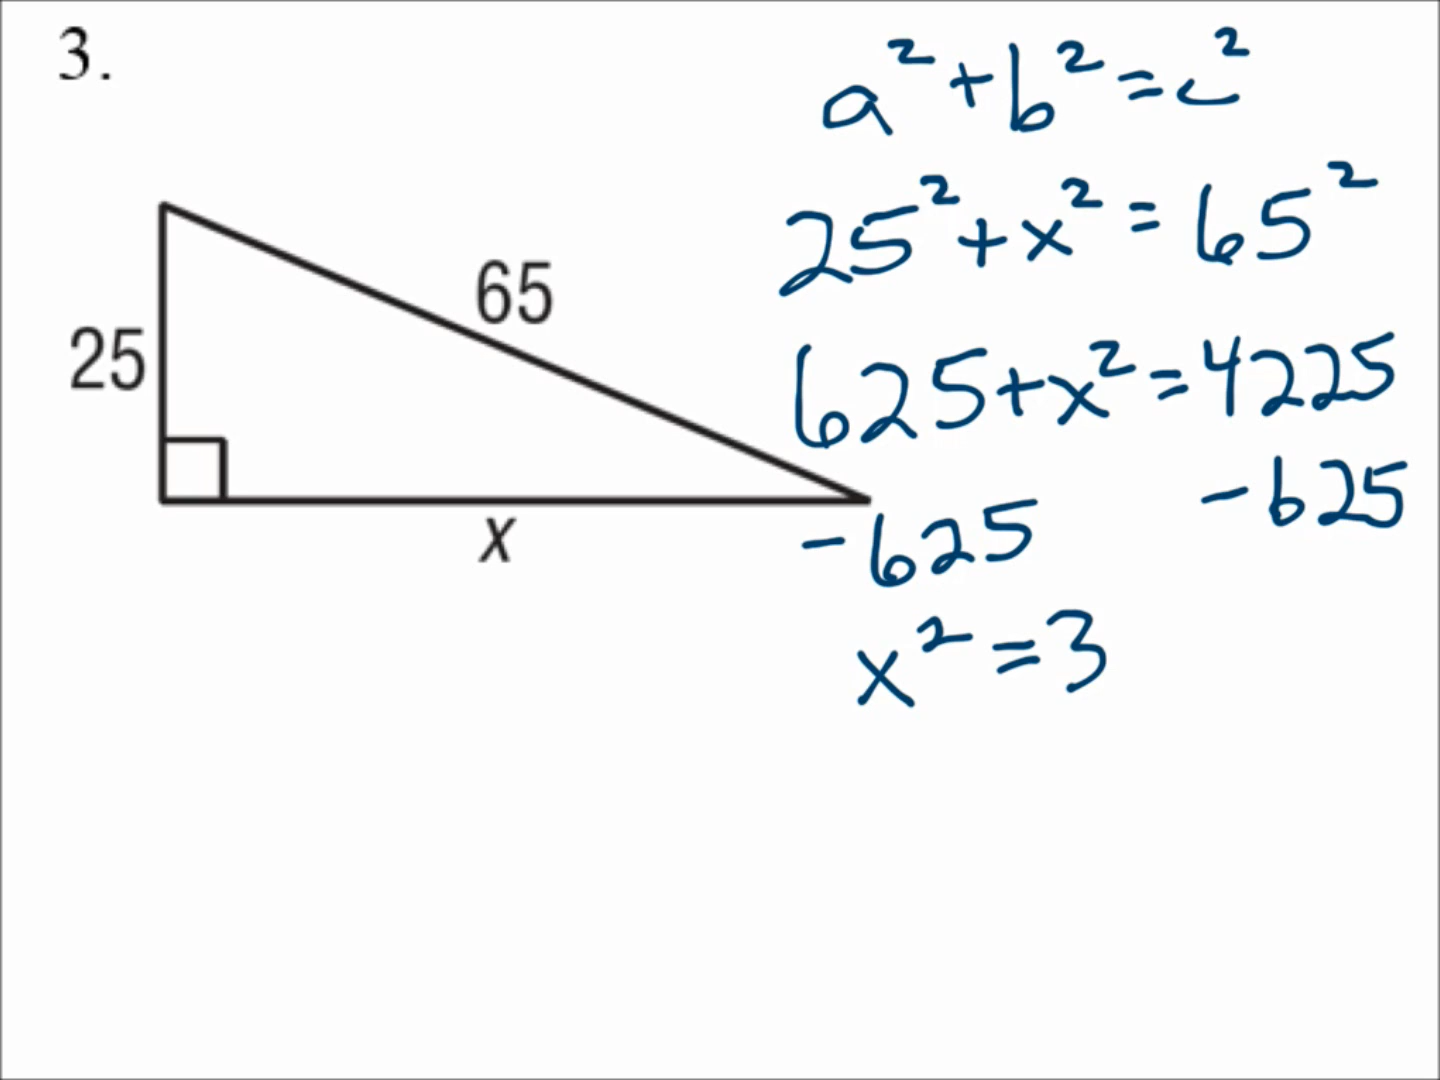 3.
a² + b² = c²
25² + x² = 65²
65
25
625 + x² = 4225
-625 -625
x
x² = 3